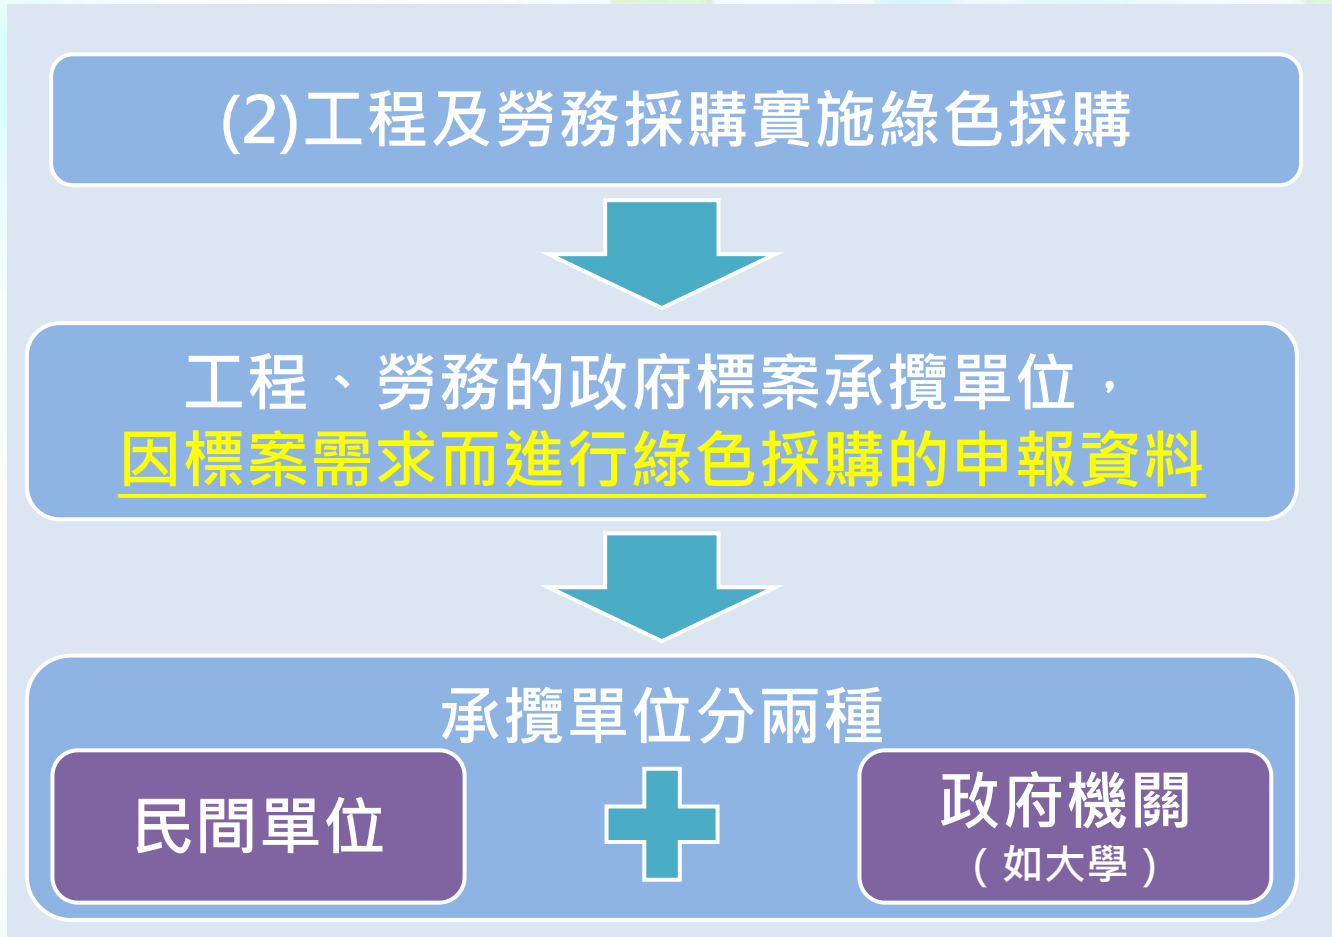 (2)工程及勞務採購實施綠色採購
工程、勞務的政府標案承攬單位，
因標案需求而進行綠色採購的申報資料
承攬單位分兩種
民間單位
政府機關
（如大學）